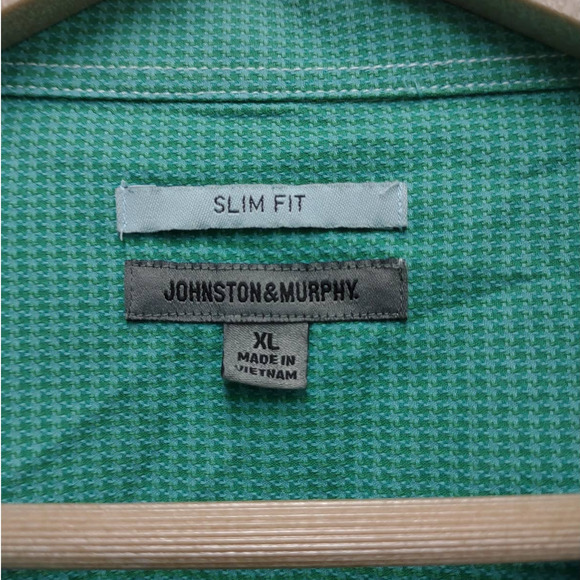 SLIM FIT
JOHNSTON&MURPHY.
XL
MADE IN
VIETNAM